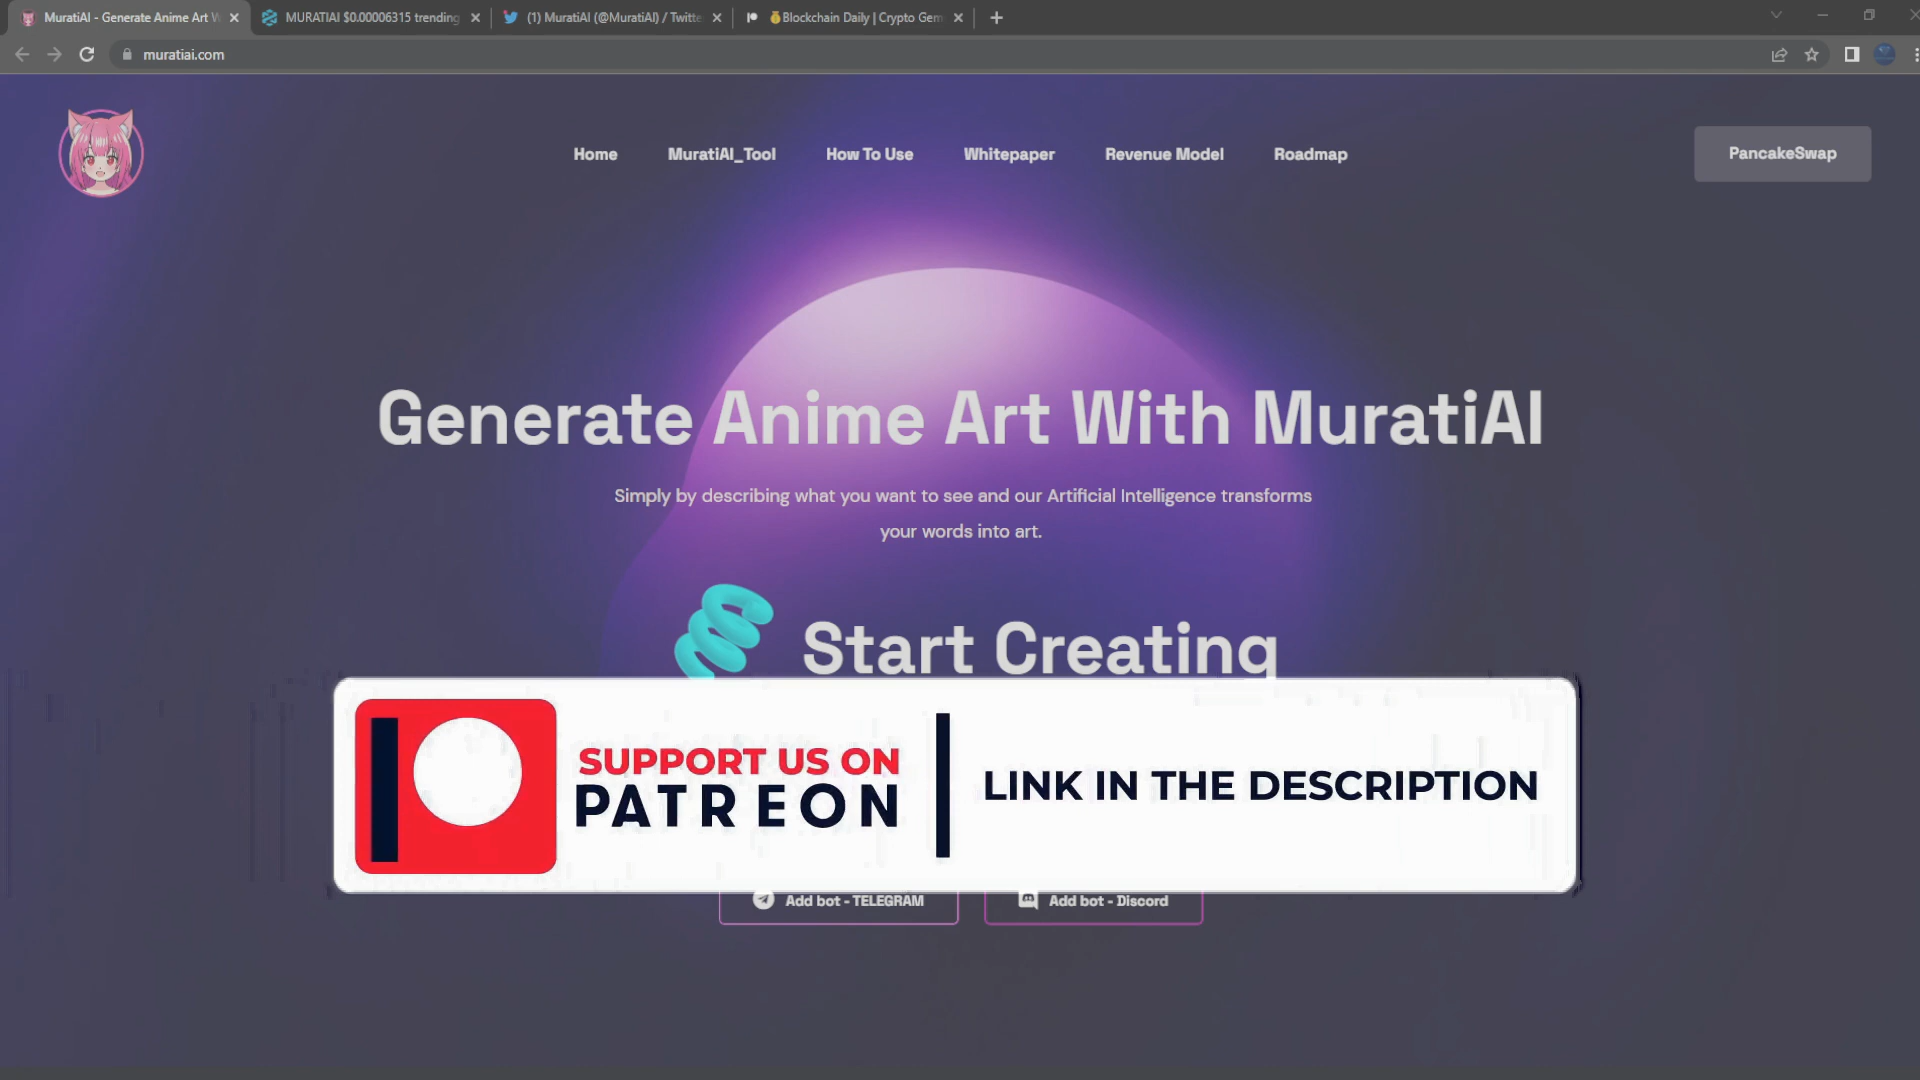 MuratiAI - Generate Anime Art W
MURATIAI $0.00006315 trending
(1) MuratiAI (@MuratiAI) / Twitte
Blockchain Daily | Crypto Gem
muratiai.com
Home
MuratiAI_Tool
How To Use
Whitepaper
Revenue Model
Roadmap
PancakeSwap
Generate Anime Art With MuratiAI
Simply by describing what you want to see and our Artificial Intelligence transforms
your words into art.
Start Creating
SUPPORT US ON
PATREON
LINK IN THE DESCRIPTION
Add bot - TELEGRAM
Add bot - Discord